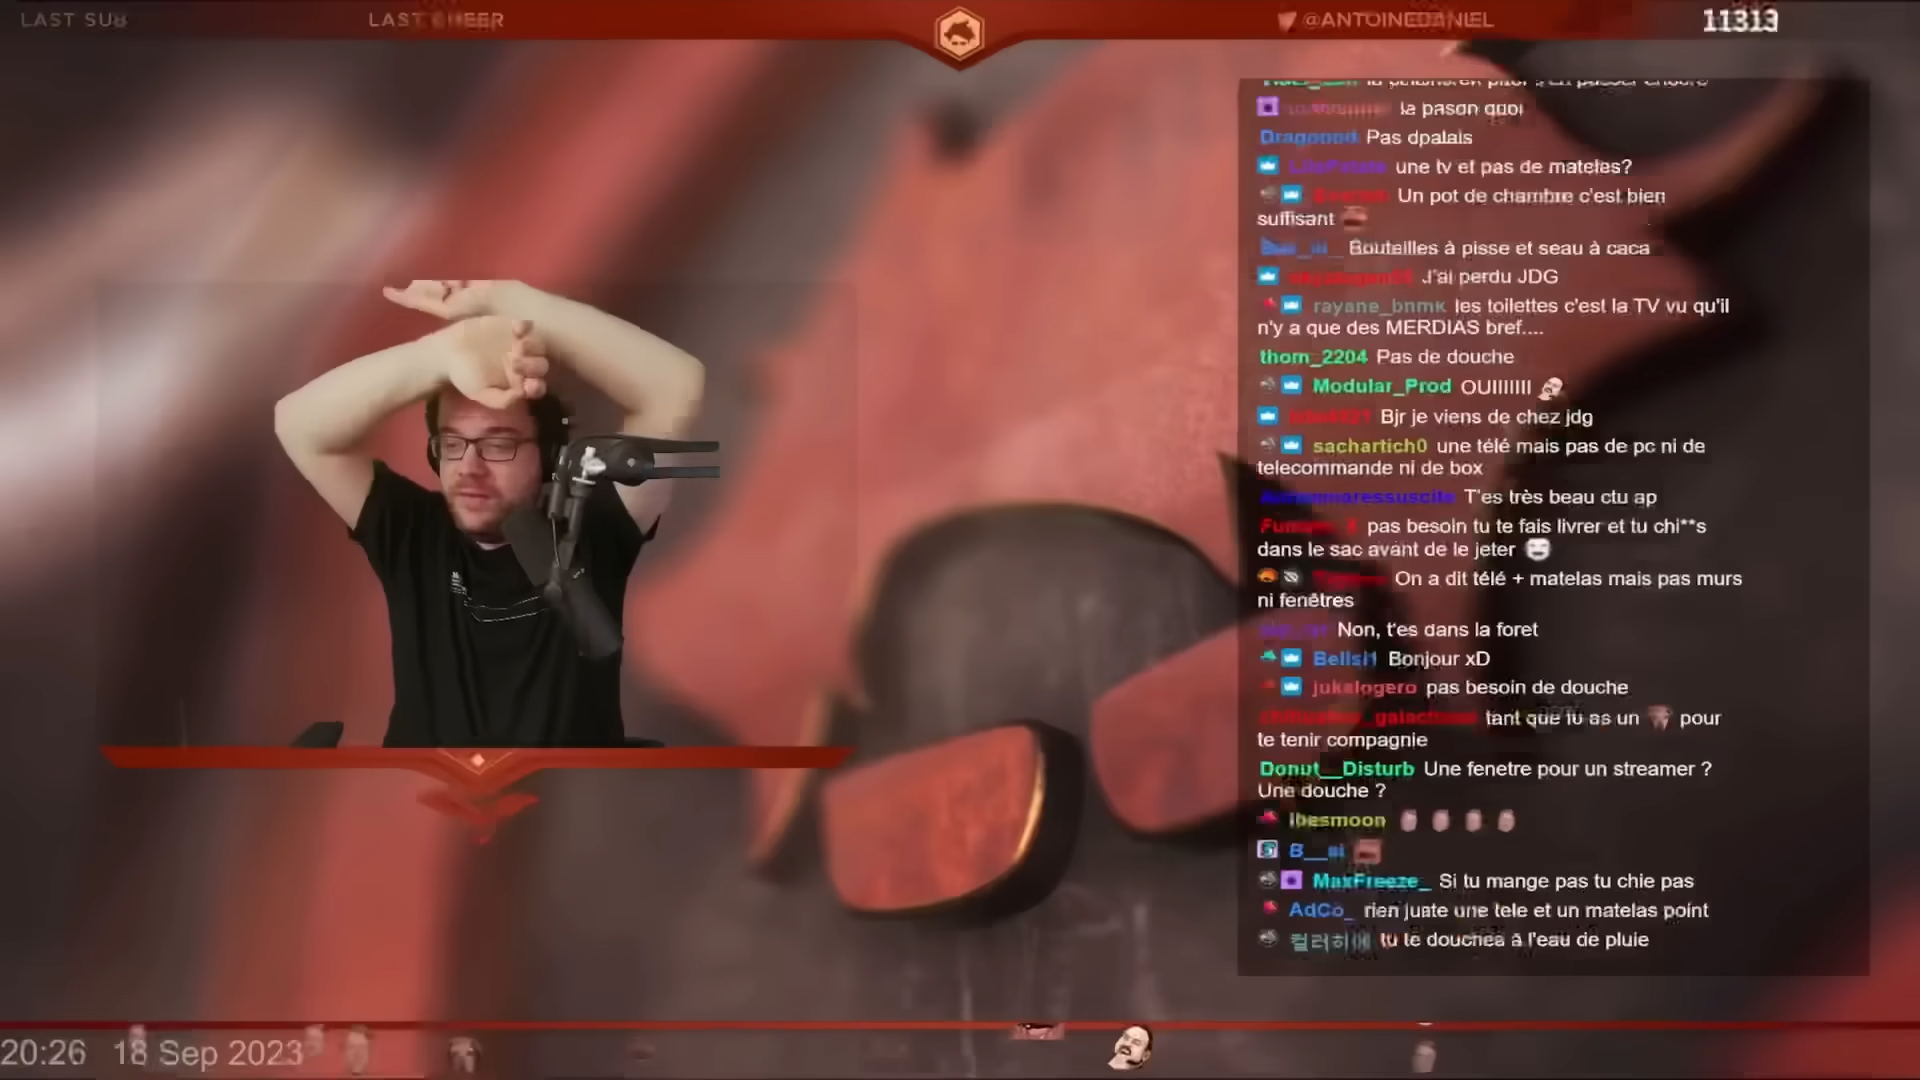 LAST SUB
LAST CHEER
@ANTOINEDANIEL
11313
la pason quoi
Dragonod Pas dpalais
une tv et pas de matelas?
Un pot de chambre c'est bien
suffisant
Bouteilles à pisse et seau à caca
J'ai perdu JDG
rayane_bnmk les toilettes c'est la TV vu qu'il
n'y a que des MERDIAS bref....
thom_2204 Pas de douche
Modular_Prod OUIIIIIII
Bjr je viens de chez jdg
sachartich0 une télé mais pas de pc ni de
telecommande ni de box
T'es très beau ctu ap
pas besoin tu te fais livrer et tu chi**s
dans le sac avant de le jeter
On a dit télé + matelas mais pas murs
ni fenêtres
Non, t'es dans la foret
Bonjour xD
jukalogero pas besoin de douche
tant que tu as un pour
te tenir compagnie
Donut__Disturb Une fenetre pour un streamer ?
Une douche ?
ibesmoon
MaxFreeze_ Si tu mange pas tu chie pas
AdCo_ rien juate une tele et un matelas point
tu te douches à l'eau de pluie
20:26 18 Sep 2023